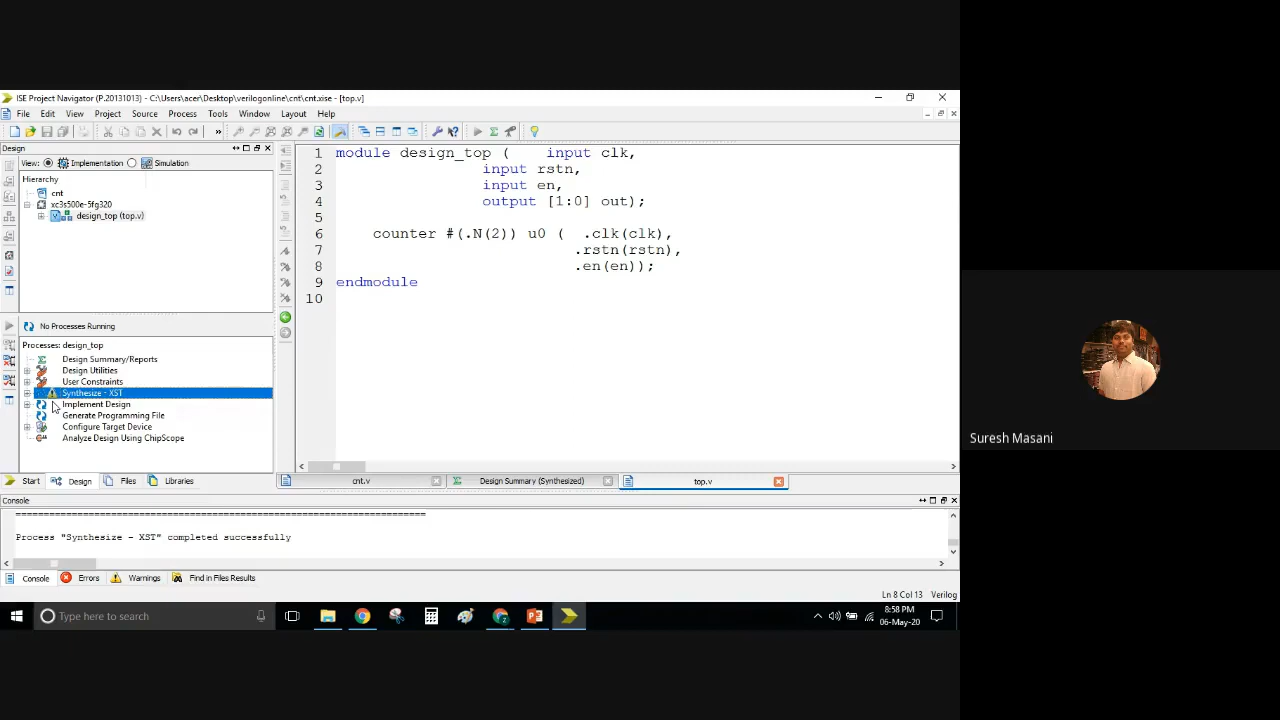 ISE Project Navigator (P.20131013) - C:\Users\acer\Desktop\verilogonline\cnt\cnt.xise - [top.v]
File Edit View Project Source Process Tools Window Layout Help
»
Design
View: Implementation Simulation
Hierarchy
cnt
xc3s500e-5fg320
design_top (top.v)
No Processes Running
Processes: design_top
Design Summary/Reports
Design Utilities
User Constraints
Synthesize - XST
Implement Design
Generate Programming File
Configure Target Device
Analyze Design Using ChipScope
Start Design Files Libraries
1 module design_top ( input clk,
2 input rstn,
3 input en,
4 output [1:0] out);
5
6 counter #(.N(2)) u0 ( .clk(clk),
7 .rstn(rstn),
8 .en(en));
9 endmodule
10
cnt.v Design Summary (Synthesized) top.v
Console
=========================================================================
Process "Synthesize - XST" completed successfully
Console Errors Warnings Find in Files Results
Ln 8 Col 13 Verilog
Type here to search
8:58 PM
06-May-20
Suresh Masani